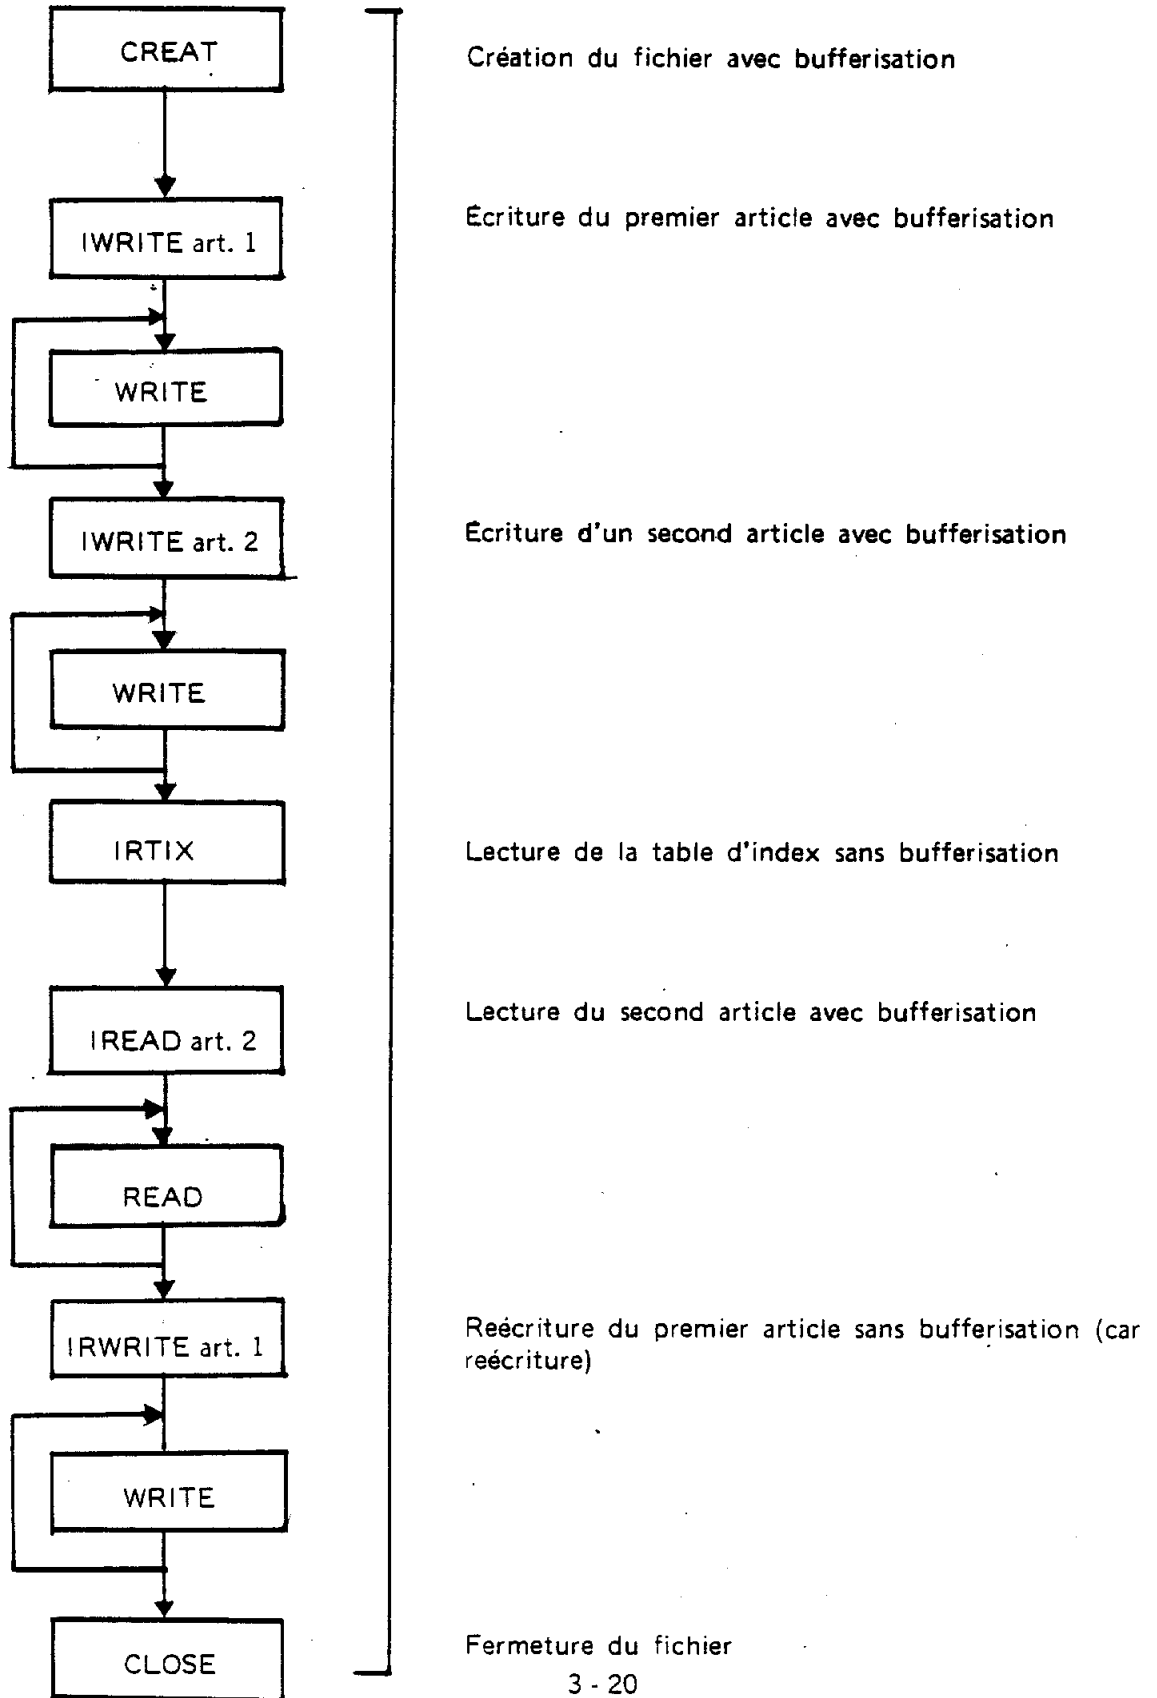 CREAT
Création du fichier avec bufferisation
IWRITE art. 1
Ecriture du premier article avec bufferisation
WRITE
IWRITE art. 2
Ecriture d'un second article avec bufferisation
WRITE
IRTIX
Lecture de la table d'index sans bufferisation
IREAD art. 2
Lecture du second article avec bufferisation
READ
IRWRITE art. 1
Reécriture du premier article sans bufferisation (car
reécriture)
WRITE
CLOSE
Fermeture du fichier
3 - 20